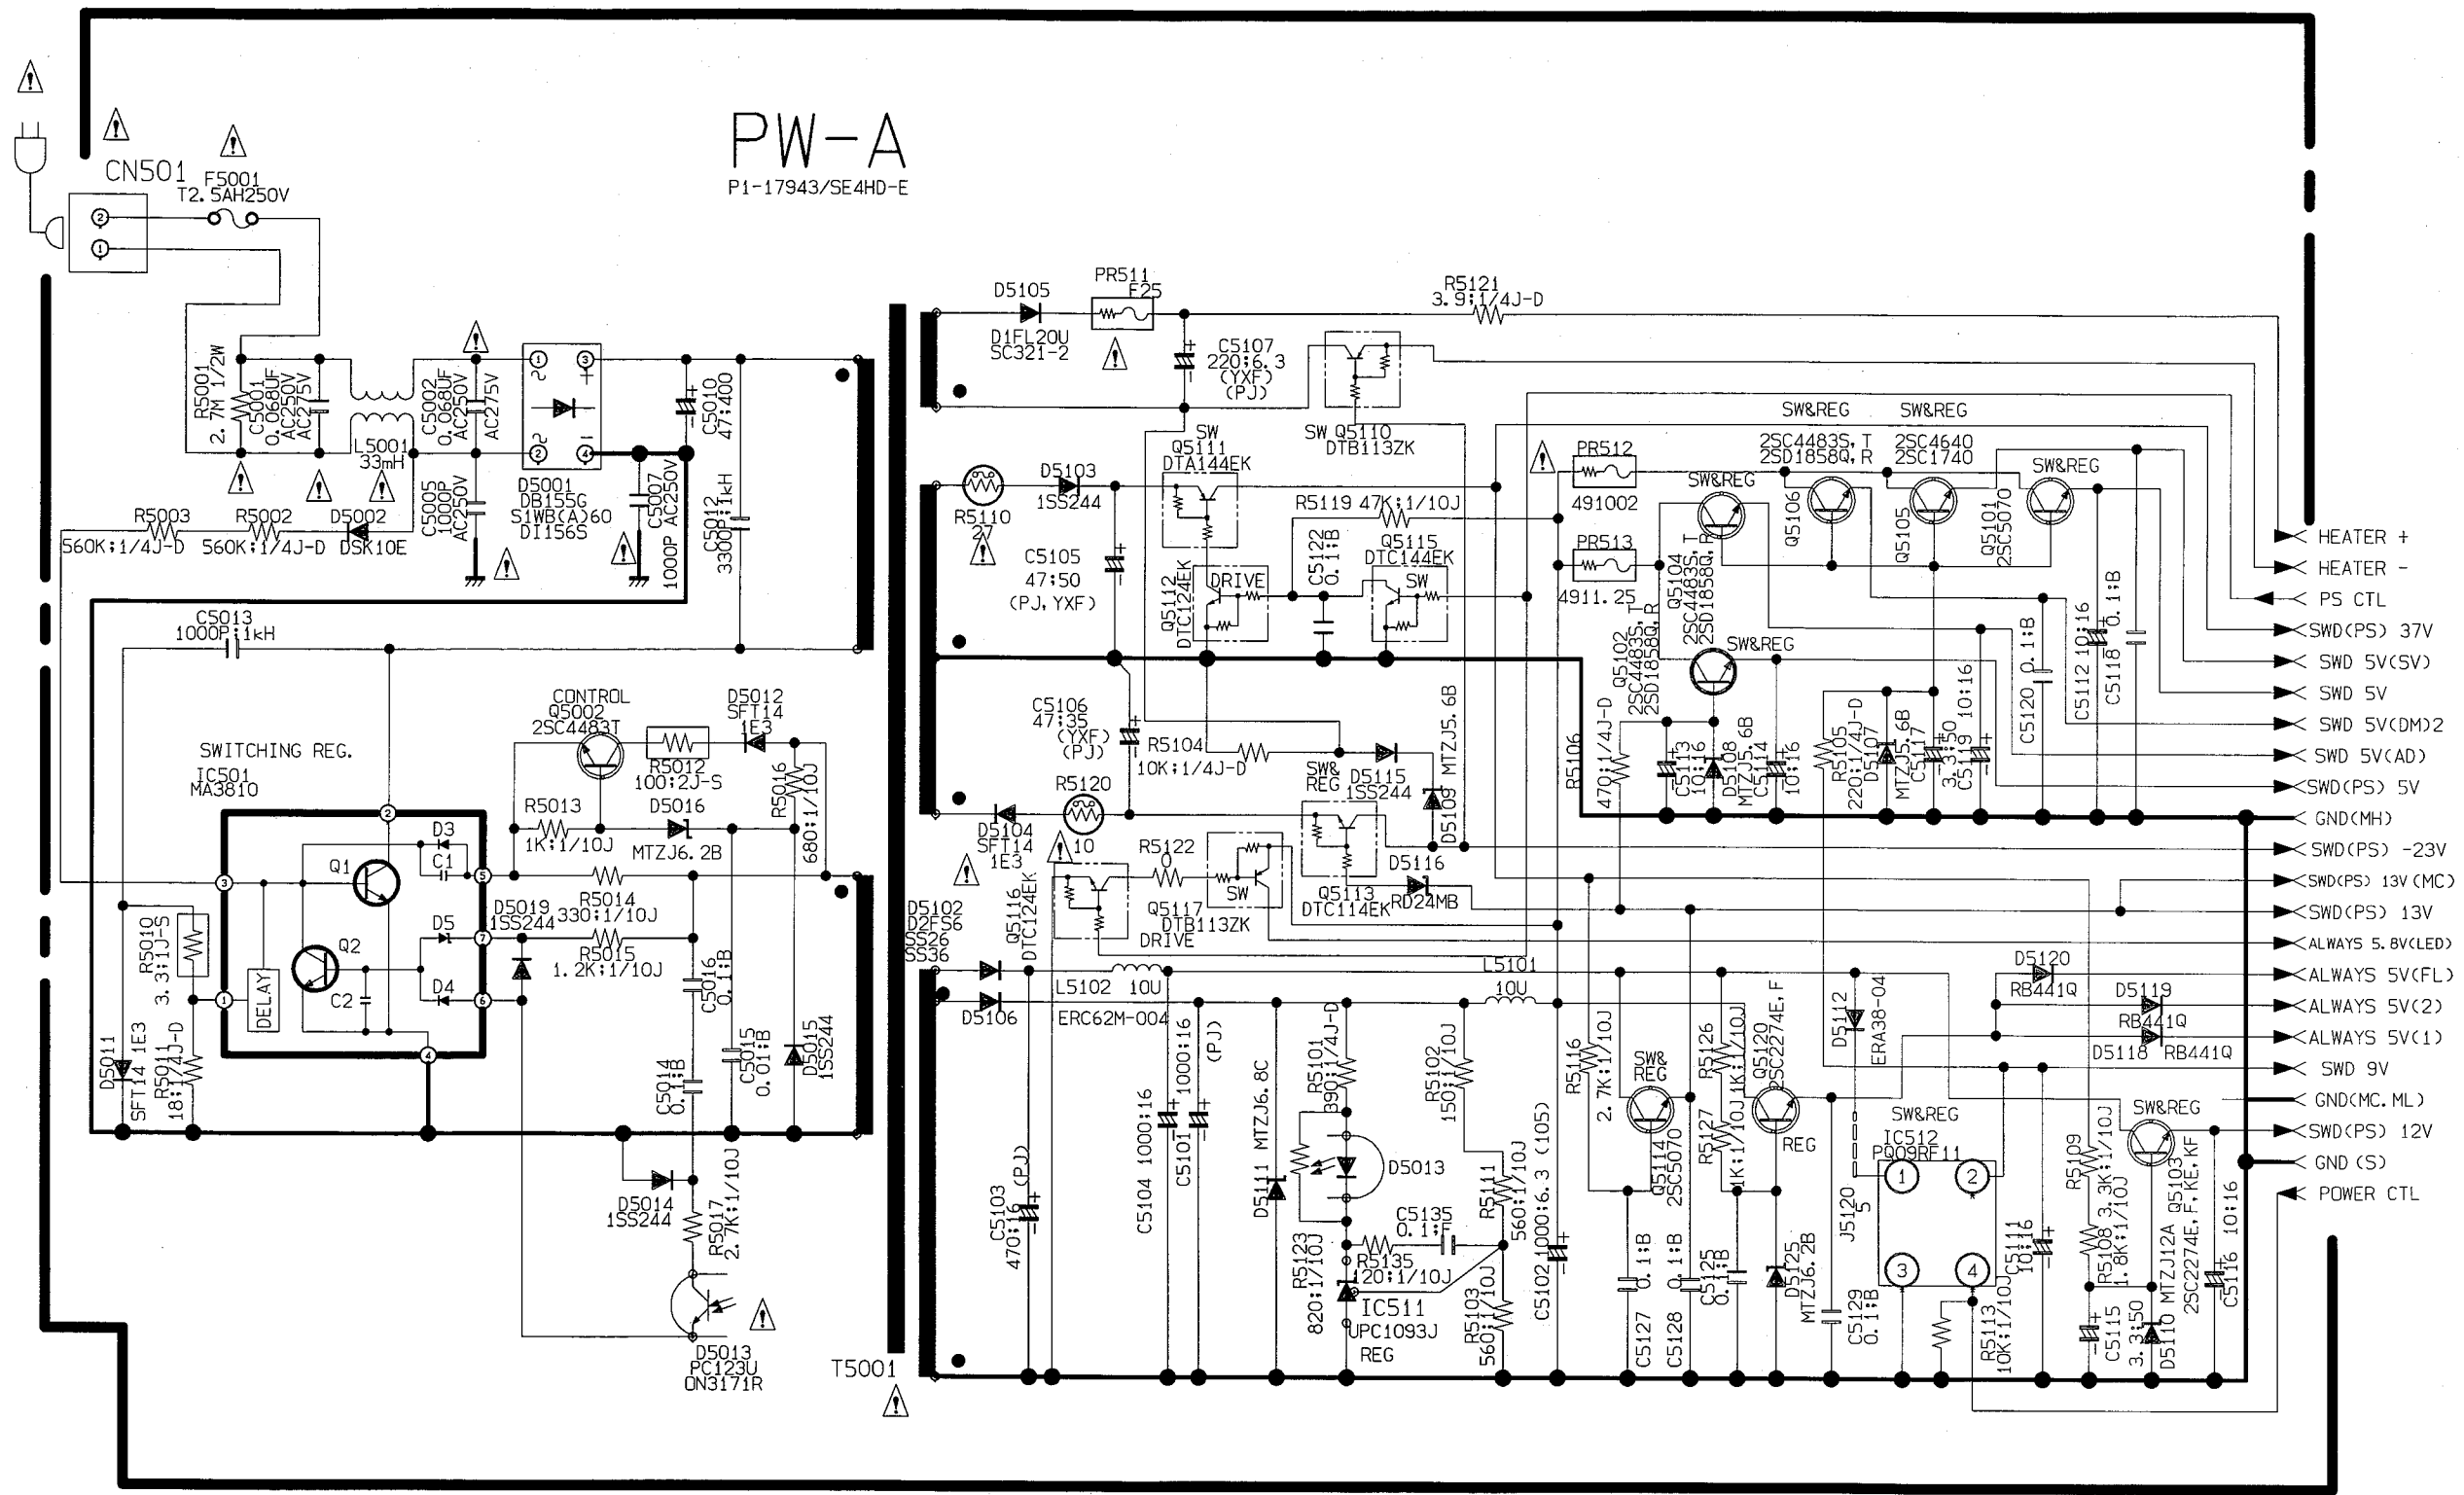 PW-A
P1-17943/SE4HD-E
CN501
F5001
T2.5AH250V
2
1
R5001
2.7M 1/2W
C5001
0.068UF
AC250V
AC275V
L5001
33mH
C5002
0.068UF
AC250V
AC275V
C5005
1000P
AC250V
D5001
DB155G
S1WB(A)60
DI156S
1
3
2
4
C5007
1000P AC250V
C5010
47;400
C5012
3300P;1kH
R5003
560K;1/4J-D
R5002
560K;1/4J-D
D5002
DSK10E
C5013
1000P;1kH
SWITCHING REG.
IC501
MA3810
CONTROL
Q5002
2SC4483T
D5012
SFT14
1E3
R5012
100;2J-S
R5016
680;1/10J
R5013
1K;1/10J
D5016
MTZJ6.2B
D3
C1
Q1
Q2
C2
D5
D4
DELAY
1
2
3
4
5
6
7
R5014
330;1/10J
D5019
1SS244
R5015
1.2K;1/10J
R5010
3.3;1J-S
D5011
SFT14 1E3
R5011
18;1/4J-D
C5016
0.1;B
C5014
0.1;B
C5015
0.01;B
D5015
1SS244
D5014
1SS244
R5017
2.7K;1/10J
D5013
PC123U
ON3171R
T5001
D5105
D1FL20U
SC321-2
PR511
F25
C5107
220;6.3
(YXF)
(PJ)
R5121
3.9;1/4J-D
SW
Q5111
DTA144EK
SW Q5110
DTB113ZK
R5110
27
D5103
1SS244
C5105
47;50
(PJ,YXF)
Q5112
DTC124EK
DRIVE
C5122
0.1;B
R5119 47K;1/10J
Q5115
DTC144EK
SW
PR512
491002
PR513
4911.25
SW&REG
2SC4483S,T
2SD1858Q,R
Q5106
SW&REG
2SC4640
2SC1740
Q5105
SW&REG
Q5101
2SC5070
SW&REG
Q5104
2SC4483S,T
2SD1858Q,R
SW&REG
Q5102
2SC4483S,T
2SD1858Q,R
C5106
47;35
(YXF)
(PJ)
R5104
10K;1/4J-D
R5120
10
SW&
REG
D5115
1SS244
D5109 MTZJ5.6B
R5106
470;1/4J-D
C5113
10;16
D5108
MTZJ5.6B
C5114
10;16
R5105
220;1/4J-D
D5107
MTZJ5.6B
C5117
3.3;50
C5119 10;16
C5120 0.1;B
C5112 10;16
C5118 0.1;B
D5104
SFT14
1E3
R5122
0
SW
Q5116
DTC124EK
Q5117
DTB113ZK
DRIVE
Q5113
DTC114EK
D5116
RD24MB
D5102
D2FS6
SS26
SS36
D5106
ERC62M-004
L5102 10U
L5101
10U
C5103
470;16 (PJ)
C5104 1000;16
C5101 1000;16
(PJ)
D5111 MTZJ6.8C
R5101
390;1/4J-D
R5102
150;1/10J
D5013
R5123
820;1/10J
C5135
0.1;F
R5135
120;1/10J
IC511
UPC1093J
REG
R5111
560;1/10J
R5103
560;1/10J
C5102 1000;6.3 (105)
R5116
2.7K;1/10J
SW&
REG
Q5114
2SC5070
C5127 0.1;B
C5128 0.1;B
R5126
1K;1/10J
R5127
1K;1/10J
Q5120
2SC2274E,F
REG
C5125
0.1;B
D5125
MTZJ6.2B
C5129
0.1;B
D5112
ERA38-04
J5120
5
SW&REG
IC512
PQ09RF11
1
2
3
4
R5113
10K;1/10J
C5111
10;16
R5109
3.3K;1/10J
R5108
1.8K;1/10J
C5115
3.3;50
D5110 MTZJ12A
SW&REG
Q5103
2SC2274E,F,KE,KF
C5116 10;16
D5120
RB441Q
D5119
RB441Q
D5118
RB441Q
HEATER +
HEATER -
PS CTL
SWD(PS) 37V
SWD 5V(SV)
SWD 5V
SWD 5V(DM)2
SWD 5V(AD)
SWD(PS) 5V
GND(MH)
SWD(PS) -23V
SWD(PS) 13V(MC)
SWD(PS) 13V
ALWAYS 5.8V(LED)
ALWAYS 5V(FL)
ALWAYS 5V(2)
ALWAYS 5V(1)
SWD 9V
GND(MC.ML)
SWD(PS) 12V
GND(S)
POWER CTL